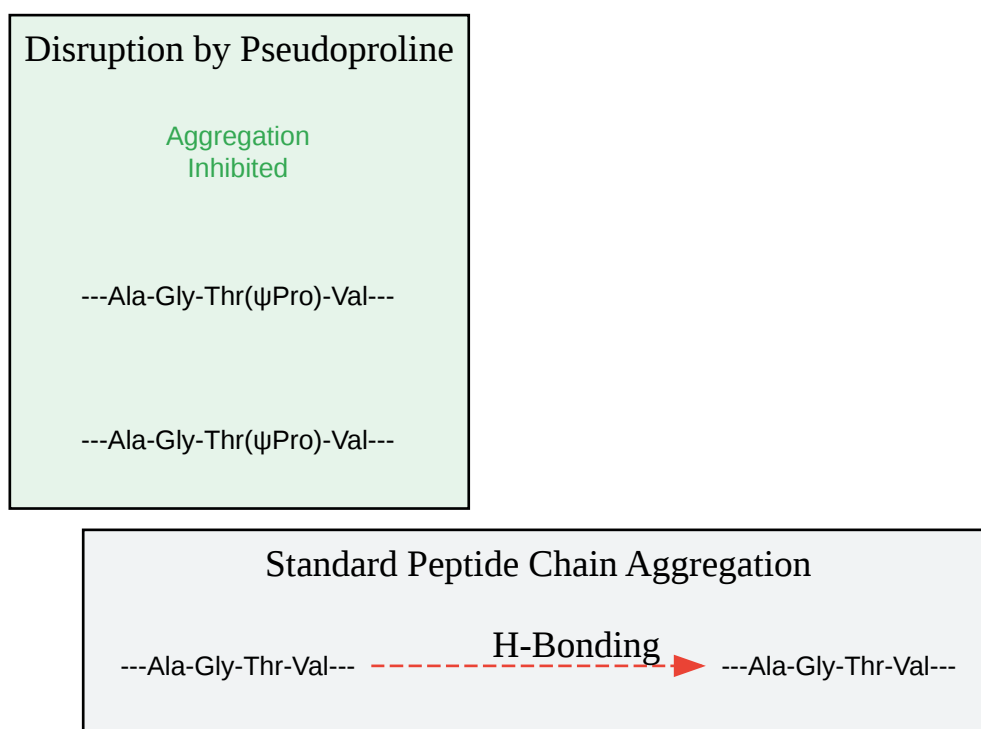 Disruption by Pseudoproline
Aggregation
Inhibited
---Ala-Gly-Thr(ψPro)-Val---
---Ala-Gly-Thr(ψPro)-Val---
Standard Peptide Chain Aggregation
H-Bonding
---Ala-Gly-Thr-Val--- ---Ala-Gly-Thr-Val---